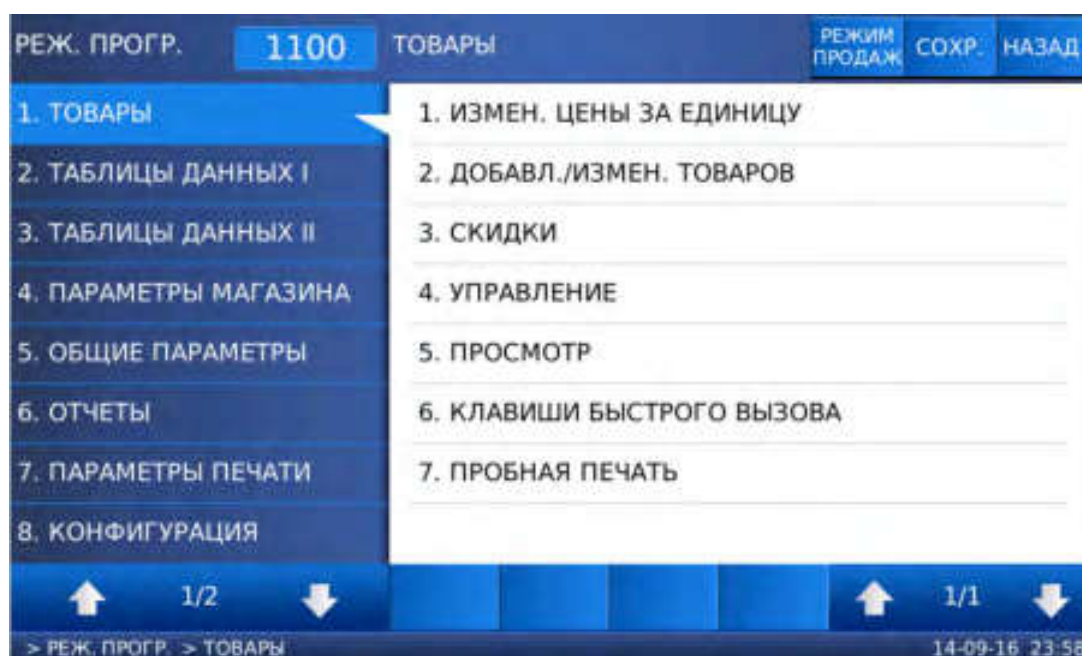 РЕЖ. ПРОГР. 1100 ТОВАРЫ РЕЖИМ ПРОДАЖ СОХР. НАЗАД
1. ТОВАРЫ
2. ТАБЛИЦЫ ДАННЫХ I
3. ТАБЛИЦЫ ДАННЫХ II
4. ПАРАМЕТРЫ МАГАЗИНА
5. ОБЩИЕ ПАРАМЕТРЫ
6. ОТЧЕТЫ
7. ПАРАМЕТРЫ ПЕЧАТИ
8. КОНФИГУРАЦИЯ
1. ИЗМЕН. ЦЕНЫ ЗА ЕДИНИЦУ
2. ДОБАВЛ./ИЗМЕН. ТОВАРОВ
3. СКИДКИ
4. УПРАВЛЕНИЕ
5. ПРОСМОТР
6. КЛАВИШИ БЫСТРОГО ВЫЗОВА
7. ПРОБНАЯ ПЕЧАТЬ
1/2 1/1
> РЕЖ. ПРОГР. > ТОВАРЫ 14-09-16 23:58